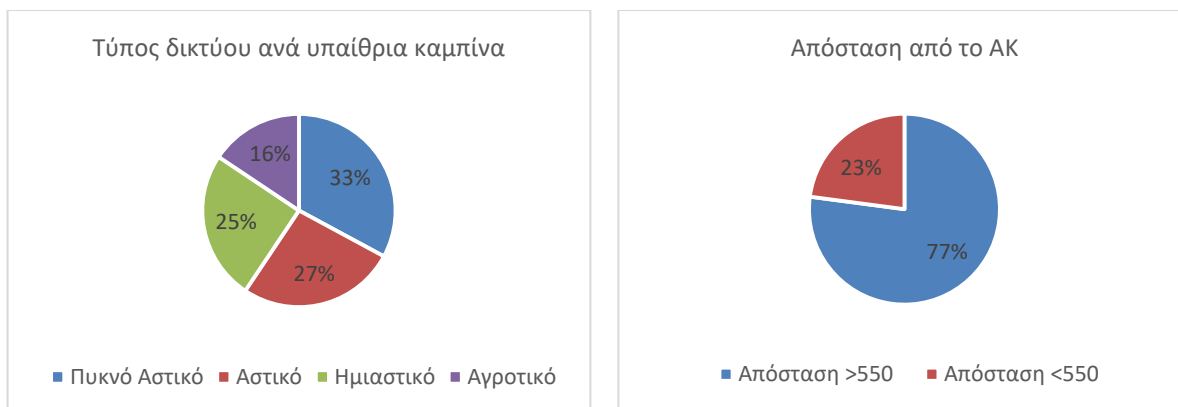 Τύπος δικτύου ανά υπαίθρια καμπίνα
33%
27%
25%
16%
Πυκνό Αστικό Αστικό Ημιαστικό Αγροτικό
Απόσταση από το ΑΚ
23%
77%
Απόσταση >550 Απόσταση <550